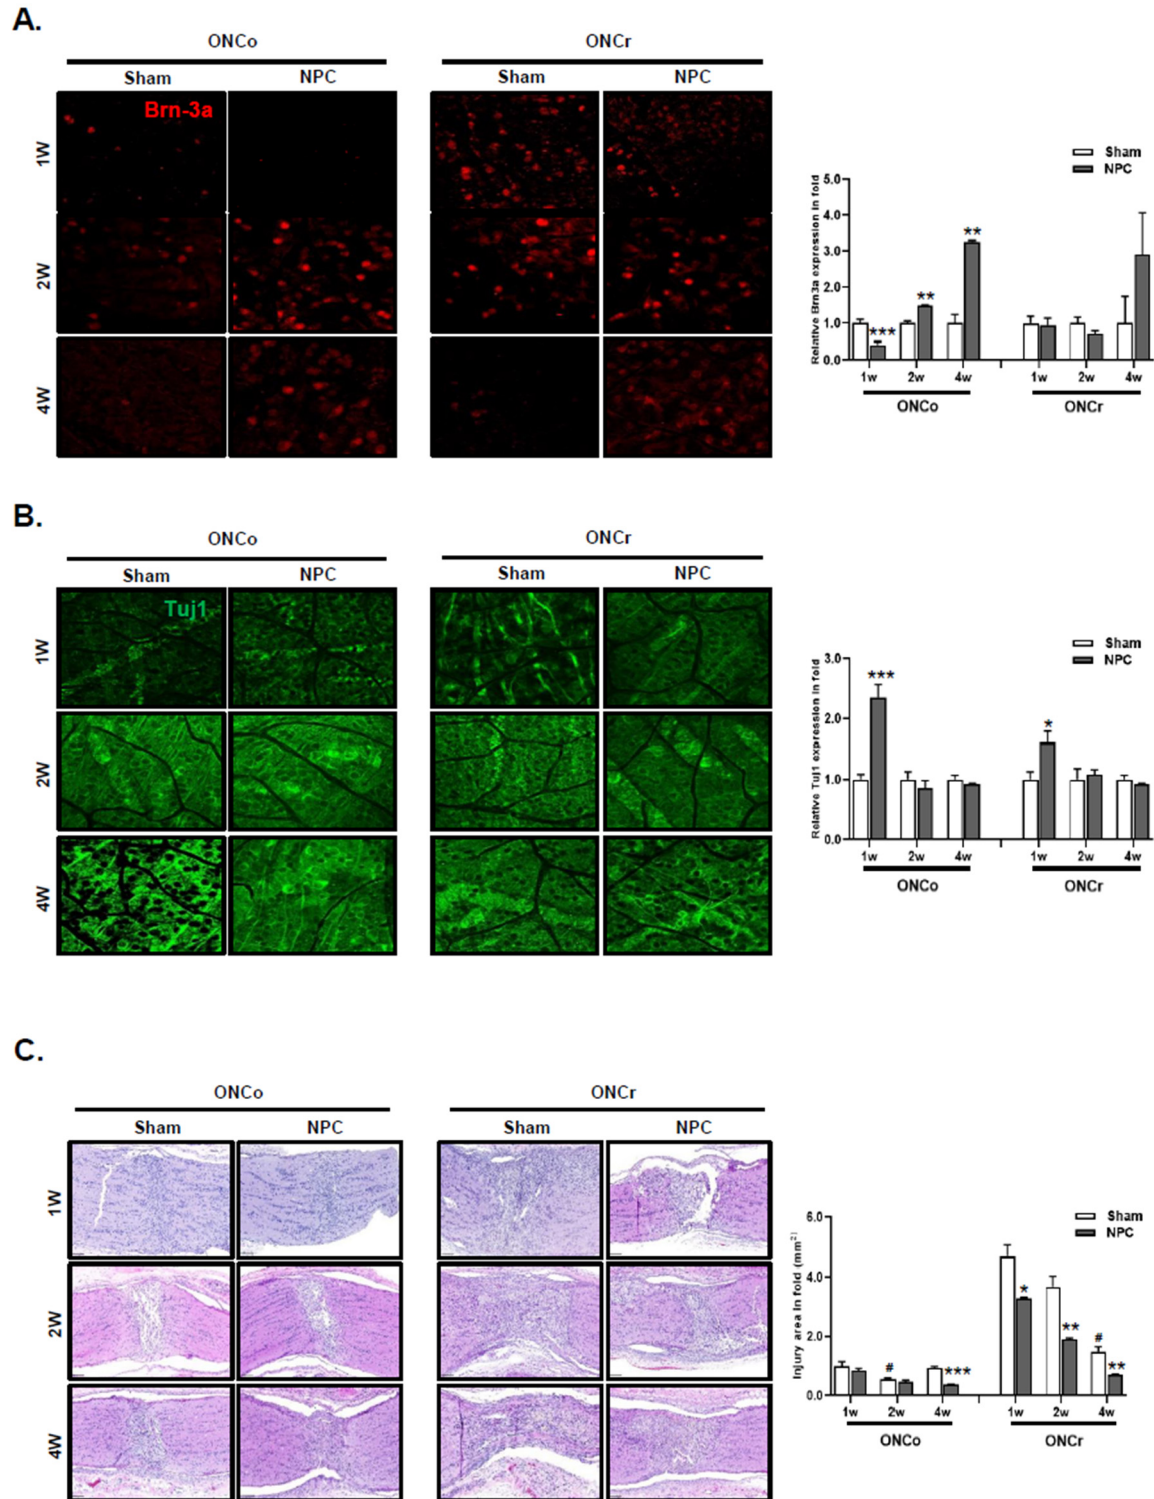 A.
ONCo
ONCr
Sham
NPC
Sham
NPC
Brn-3a
1W
2W
4W
Sham
NPC
Relative Brn3a expression in fold
5.0
4.0
3.0
2.0
1.0
0.0
***
**
**
1w
2w
4w
1w
2w
4w
ONCo
ONCr
B.
ONCo
ONCr
Sham
NPC
Sham
NPC
Tuj1
1W
2W
4W
Sham
NPC
Relative Tuj1 expression in fold
3.0
2.0
1.0
0.0
***
*
1w
2w
4w
1w
2w
4w
ONCo
ONCr
C.
ONCo
ONCr
Sham
NPC
Sham
NPC
1W
2W
4W
Sham
NPC
Injury area in fold (mm²)
6.0
4.0
2.0
0.0
#
***
*
**
#
**
1w
2w
4w
1w
2w
4w
ONCo
ONCr